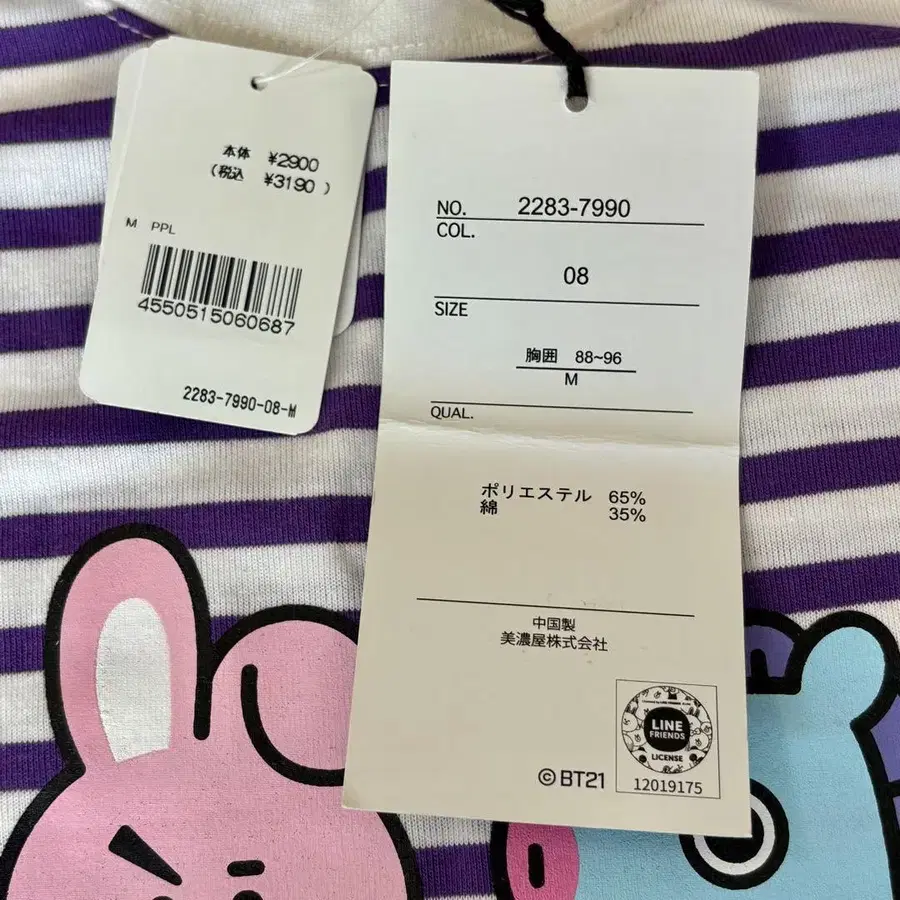 本体 ¥2900
(税込 ¥3190)
M PPL
4550515060687
2283-7990-08-M
NO. 2283-7990
COL.
08
SIZE
胸囲 88~96
M
QUAL.
ポリエステル 65%
綿 35%
中国製
美濃屋株式会社
©BT21
LINE
FRIENDS
LICENSE
12019175